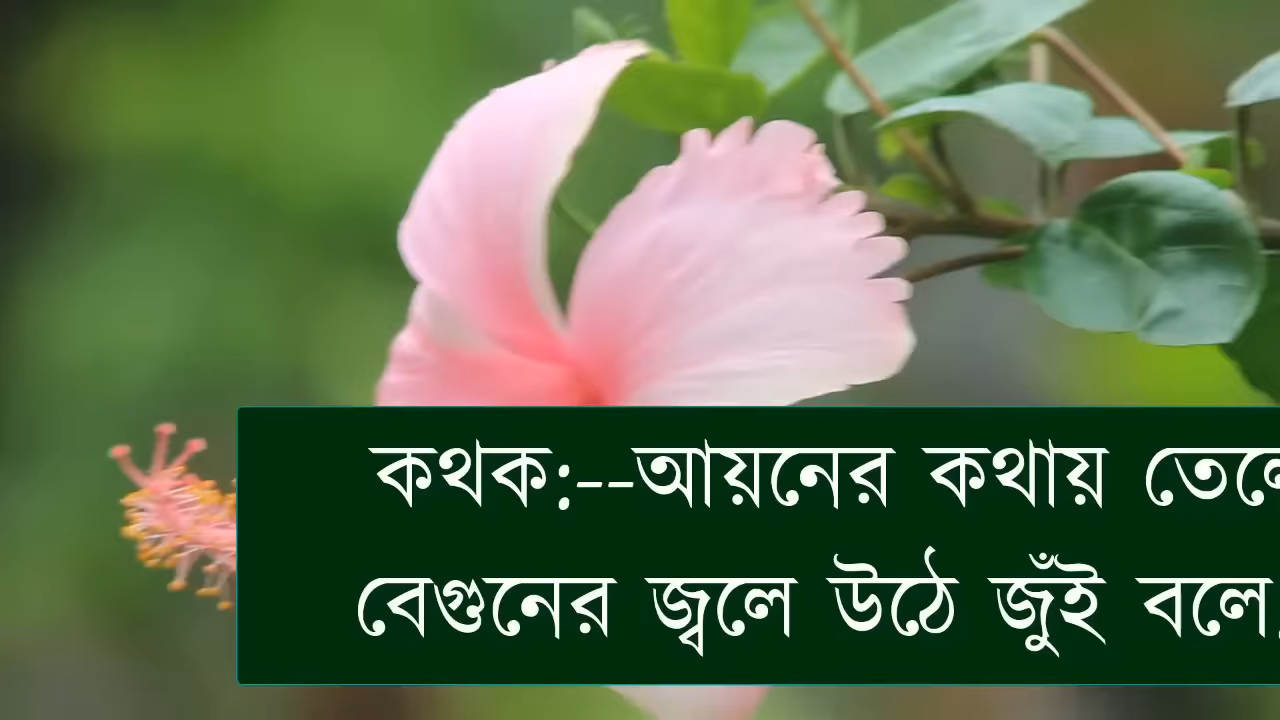 কথক:--আয়নের কথায় তেলে
বেগুনের জ্বলে উঠে জুঁই বলে